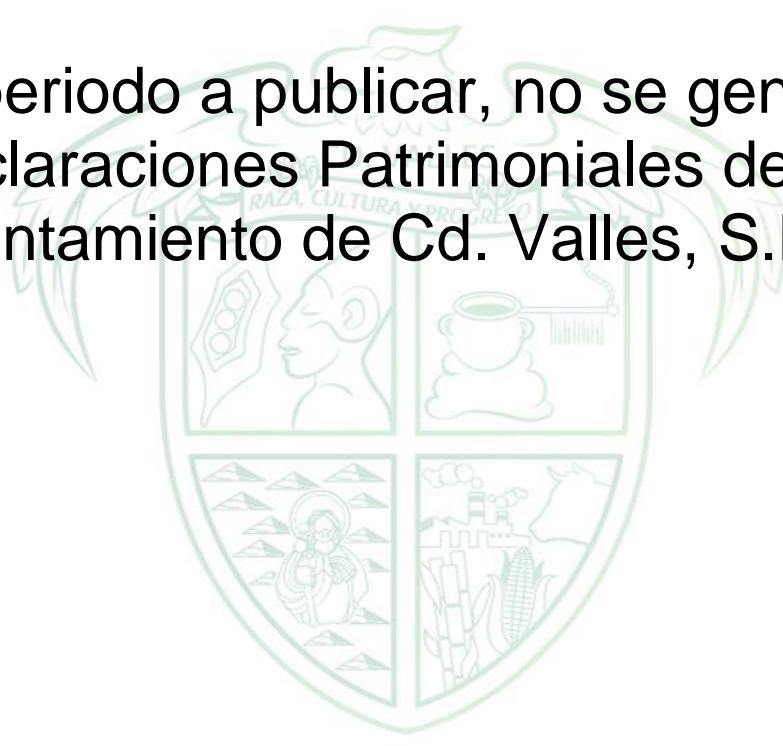 periodo a publicar, no se gen
claraciones Patrimoniales de
RAZA, CULTURA Y PROGRESO
ntamiento de Cd. Valles, S.